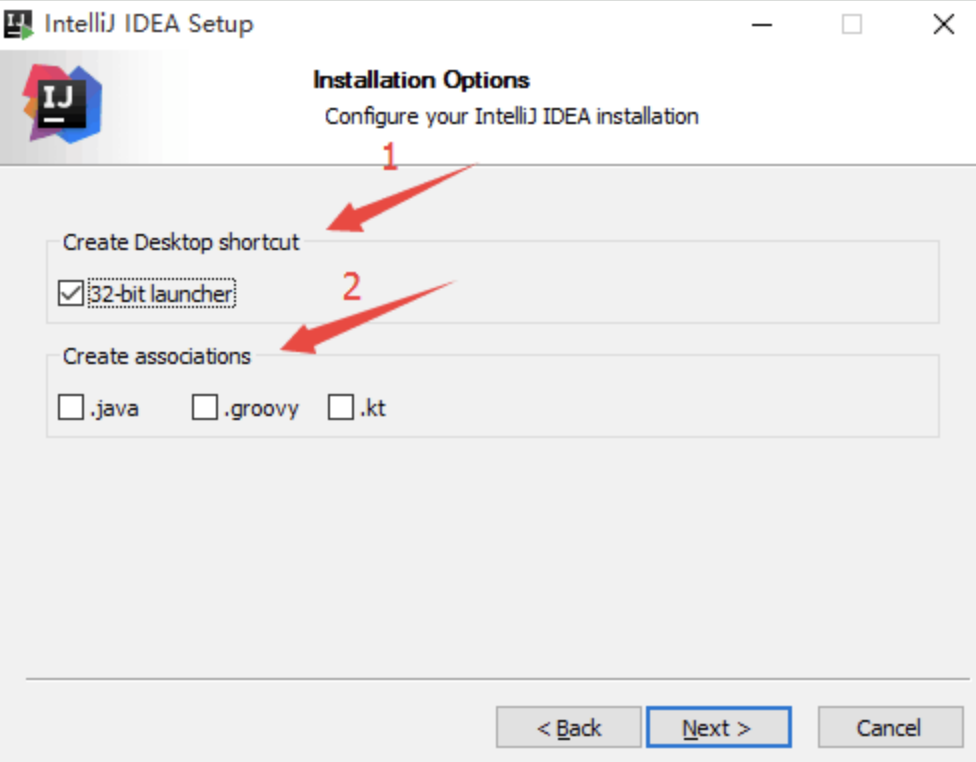 IJ IntelliJ IDEA Setup
IJ
Installation Options
Configure your IntelliJ IDEA installation
1
Create Desktop shortcut
32-bit launcher
2
Create associations
.java .groovy .kt
< Back Next > Cancel